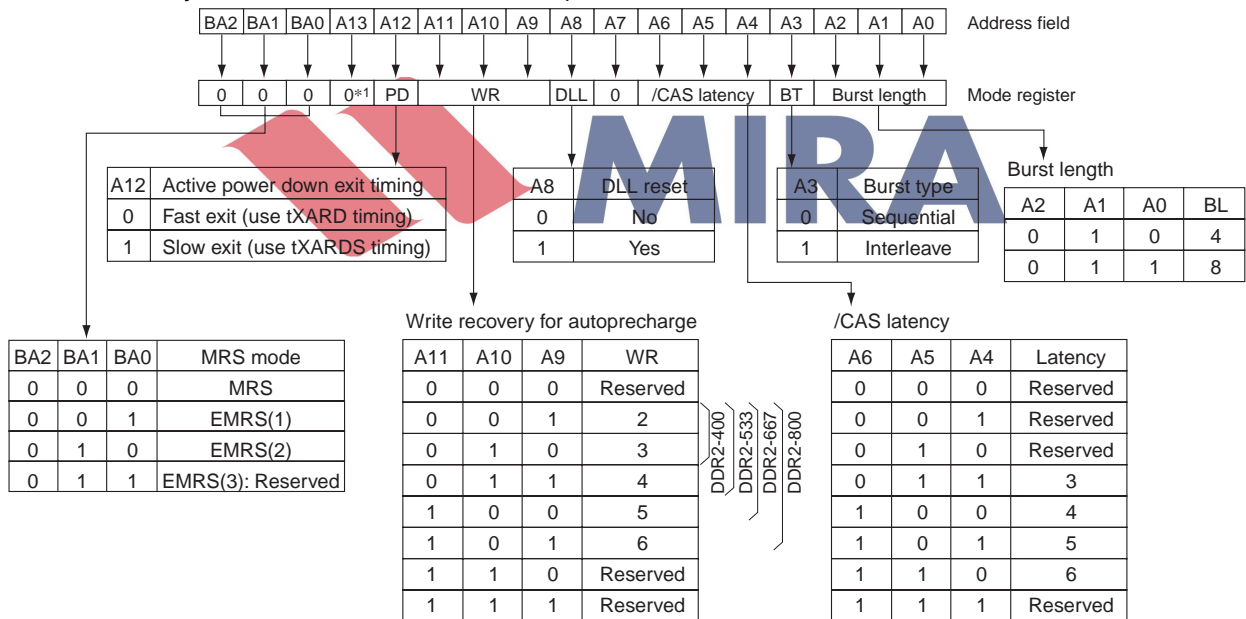 BA2 BA1 BA0 A13 A12 A11 A10 A9 A8 A7 A6 A5 A4 A3 A2 A1 A0 Address field
0 0 0 0*1 PD WR DLL 0 /CAS latency BT Burst length Mode register
MIRA
A12 Active power down exit timing
0 Fast exit (use tXARD timing)
1 Slow exit (use tXARDS timing)
A8 DLL reset
0 No
1 Yes
A3 Burst type
0 Sequential
1 Interleave
Burst length
A2 A1 A0 BL
0 1 0 4
0 1 1 8
BA2 BA1 BA0 MRS mode
0 0 0 MRS
0 0 1 EMRS(1)
0 1 0 EMRS(2)
0 1 1 EMRS(3): Reserved
Write recovery for autoprecharge
A11 A10 A9 WR
0 0 0 Reserved
0 0 1 2
0 1 0 3
0 1 1 4
1 0 0 5
1 0 1 6
1 1 0 Reserved
1 1 1 Reserved
DDR2-400
DDR2-533
DDR2-667
DDR2-800
/CAS latency
A6 A5 A4 Latency
0 0 0 Reserved
0 0 1 Reserved
0 1 0 Reserved
0 1 1 3
1 0 0 4
1 0 1 5
1 1 0 6
1 1 1 Reserved